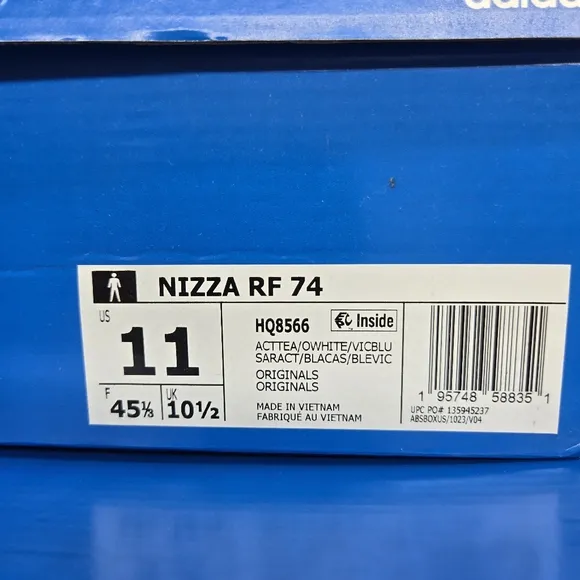 adidas
NIZZA RF 74
US
11
F
45⅓
UK
10½
HQ8566
Inside
ACTTEA/OWHITE/VICBLU
SARACT/BLACAS/BLEVIC
ORIGINALS
ORIGINALS
MADE IN VIETNAM
FABRIQUÉ AU VIETNAM
1 95748 58835 1
UPC PO# 135945237
ABSBOXUS/1023/V04